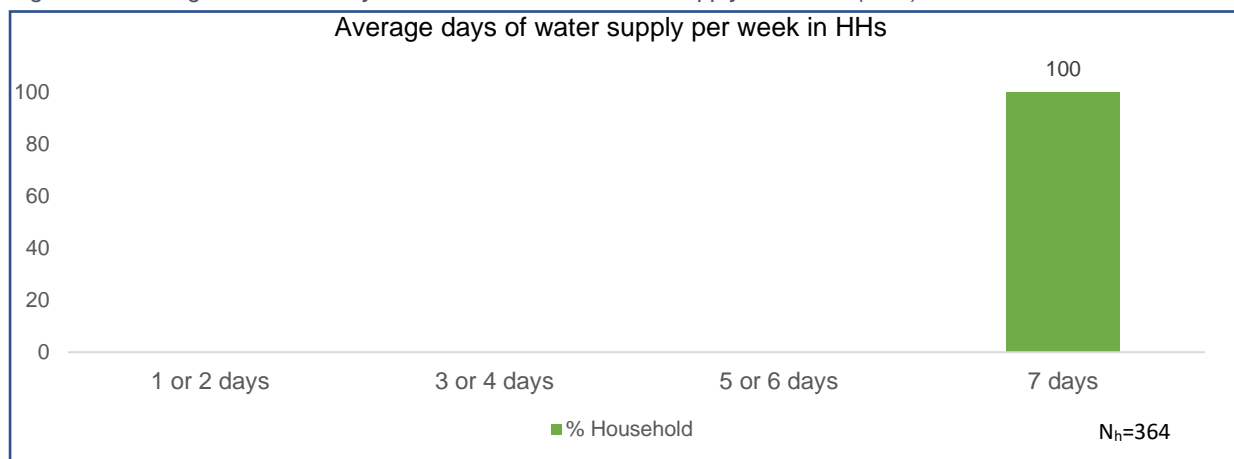 Average days of water supply per week in HHs
100
100
80
60
40
20
0
1 or 2 days 3 or 4 days 5 or 6 days 7 days
% Household
Nh=364